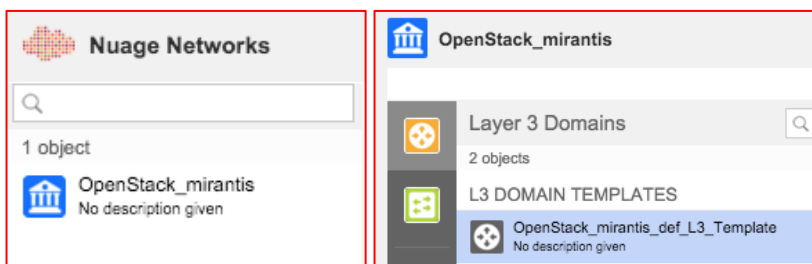 Nuage Networks
1 object
OpenStack_mirantis
No description given
OpenStack_mirantis
Layer 3 Domains
2 objects
L3 DOMAIN TEMPLATES
OpenStack_mirantis_def_L3_Template
No description given